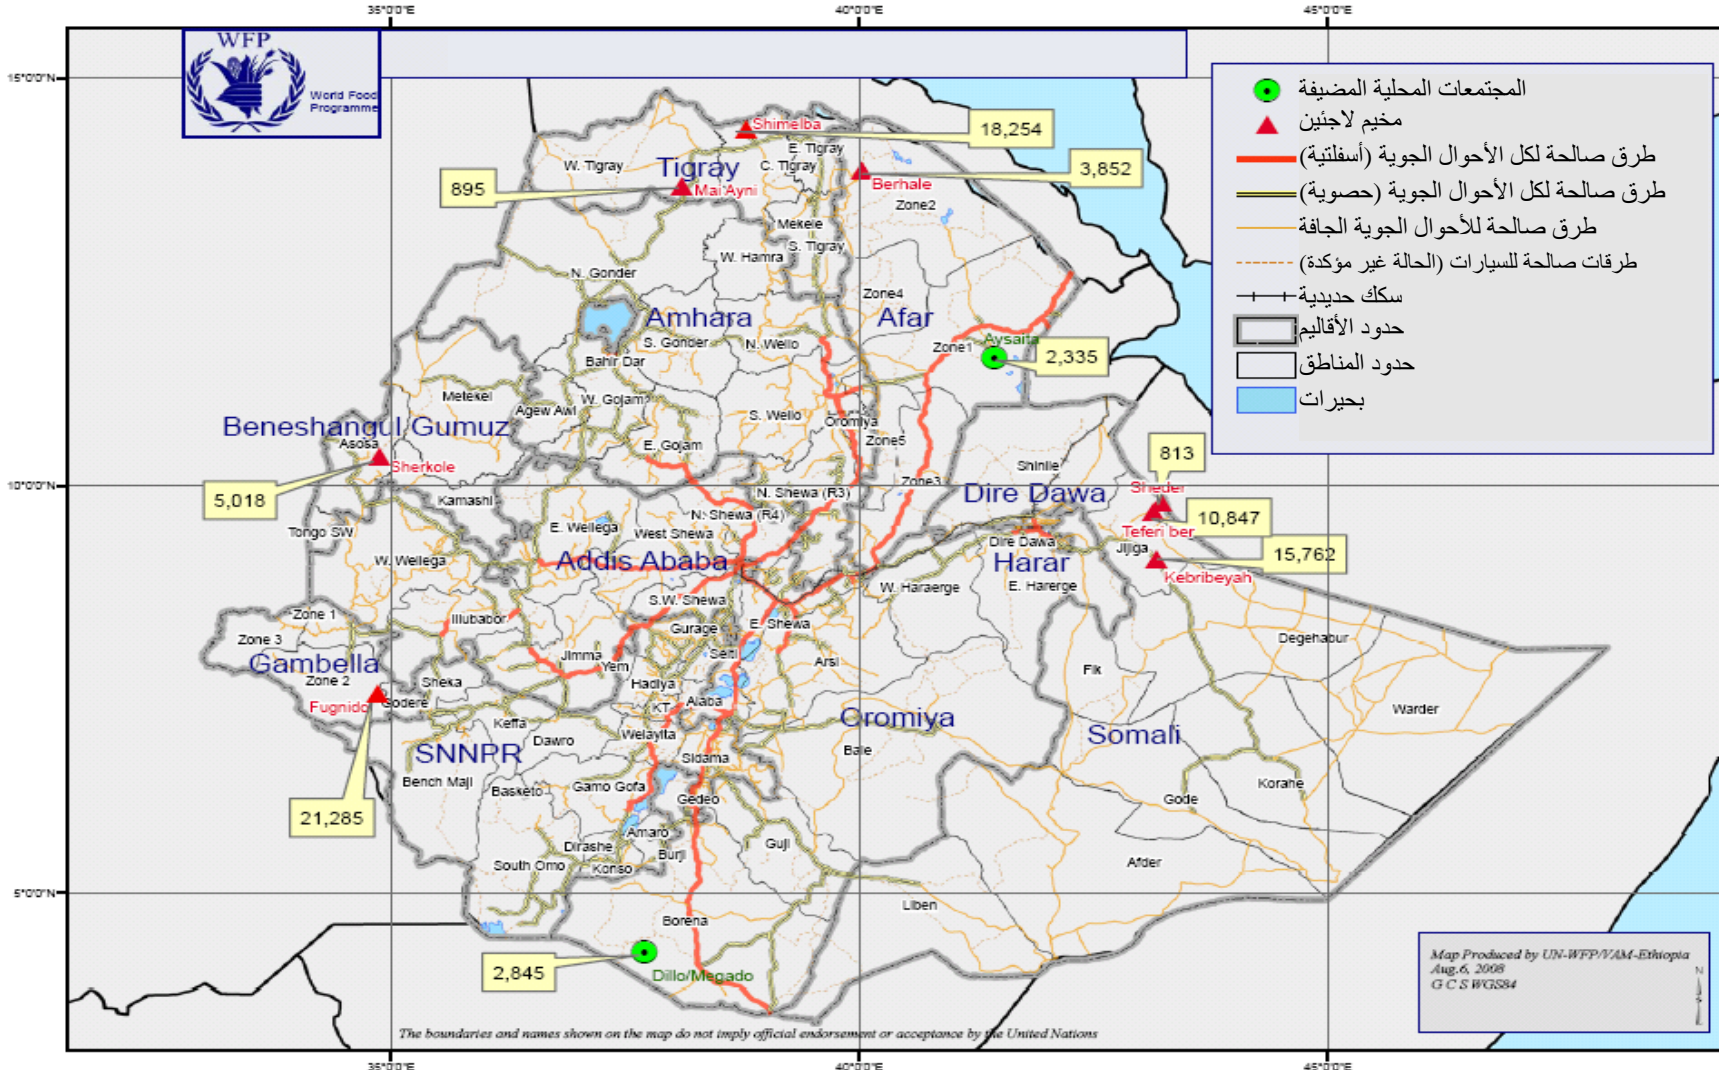 35°0'0"E
40°0'0"E
45°0'0"E
WFP
World Food
Programme
15°0'0"N
المجتمعات المحلية المضيفة
مخيم لاجئين
طرق صالحة لكل الأحوال الجوية (أسفلتية)
طرق صالحة لكل الأحوال الجوية (حصوية)
طرق صالحة للأحوال الجوية الجافة
طرقات صالحة للسيارات (الحالة غير مؤكدة)
سكك حديدية
حدود الأقاليم
حدود المناطق
بحيرات
Shimelba
18,254
E. Tigray
W. Tigray
Tigray
C. Tigray
3,852
895
Mai Ayni
Berhale
Zone2
Mekele
S. Tigray
W. Hamra
N. Gonder
Zone4
Amhara
Afar
S. Gonder
N. Wello
Zone1
Aysaita
2,335
Bahir Dar
Metekel
W. Gojam
Agew Awi
S. Wello
Oromiya
Beneshangul Gumuz
Asosa
E. Gojam
Zone5
813
Sherkole
Shinile
Zone3
Sheder
5,018
10°0'0"N
Kamashi
N. Shewa (R3)
Dire Dawa
N. Shewa (R4)
10,847
Tongo SW
E. Wellega
West Shewa
Teferi ber
Dire Dawa
Jijiga
15,762
W. Wellega
Addis Ababa
Harar
Kebribeyah
W. Haraerge
E. Harerge
S.W. Shewa
Zone 1
Illubabor
Gurage
E. Shewa
Zone 3
Degehabur
Gambella
Jimma
Yem
Selti
Arsi
Fik
Zone 2
Sheka
Hadiya
Fugnido
Godere
KT
Alaba
Warder
Keffa
Oromiya
SNNPR
Dawro
Welayita
Somali
Bale
Sidama
Bench Maji
Basketo
Gamo Gofa
Korahe
Gode
Gedeo
21,285
Amaro
Dirashe
Burji
Guji
South Omo
Konso
Afder
5°0'0"N
Liben
Borena
2,845
Dillo/Megado
Map Produced by UN-WFP/VAM-Ethiopia
Aug.6, 2008
G C S WGS84
N
The boundaries and names shown on the map do not imply official endorsement or acceptance by the United Nations
35°0'0"E
40°0'0"E
45°0'0"E